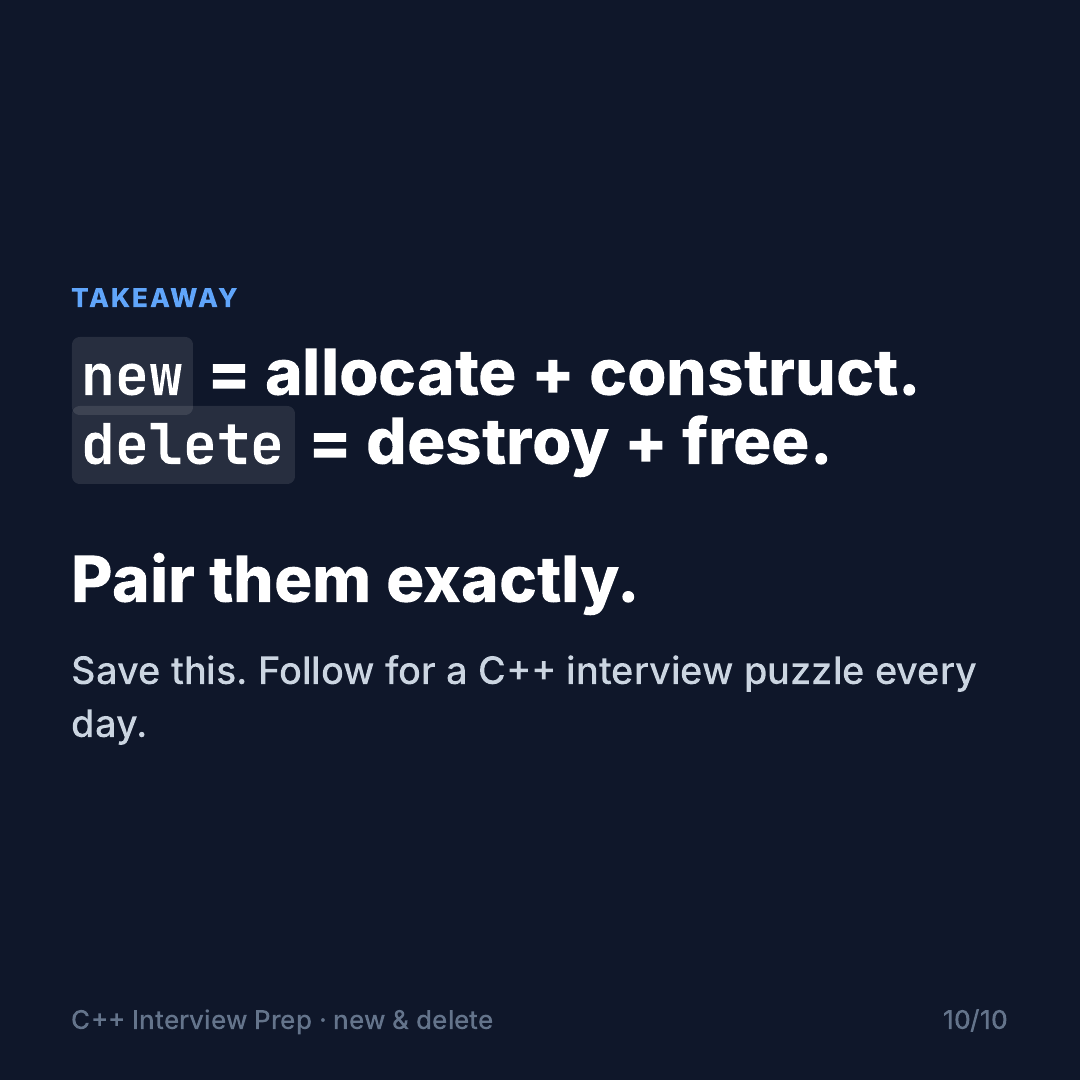 TAKEAWAY
new = allocate + construct.
delete = destroy + free.
Pair them exactly.
Save this. Follow for a C++ interview puzzle every
day.
C++ Interview Prep · new & delete
10/10